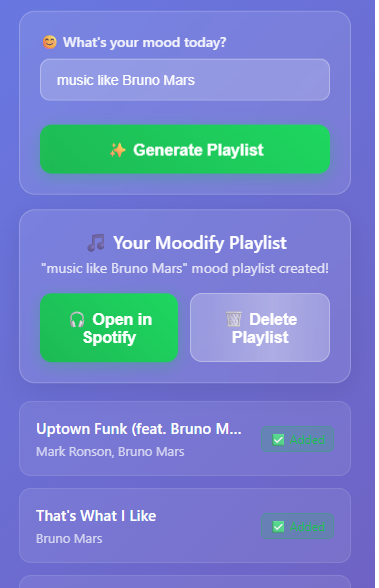 😊 What's your mood today?
music like Bruno Mars
✨ Generate Playlist
🎵 Your Moodify Playlist
"music like Bruno Mars" mood playlist created!
🎧 Open in
Spotify
🗑️ Delete
Playlist
Uptown Funk (feat. Bruno M...
Mark Ronson, Bruno Mars
✅ Added
That's What I Like
Bruno Mars
✅ Added